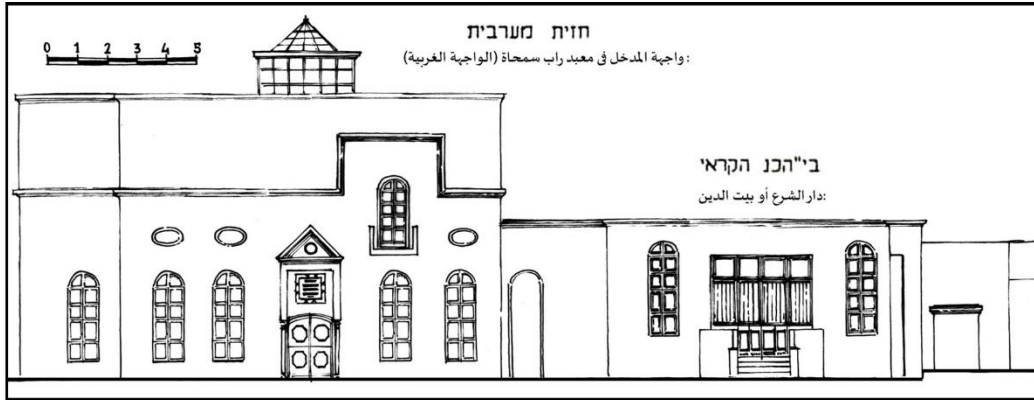 חזית מערבית
واجهة المدخل في معبد راب سمحاة (الواجهة الغربية):
0 1 2 3 4 5
בי"הכנ הקראי
دار الشرع أو بيت الدين: